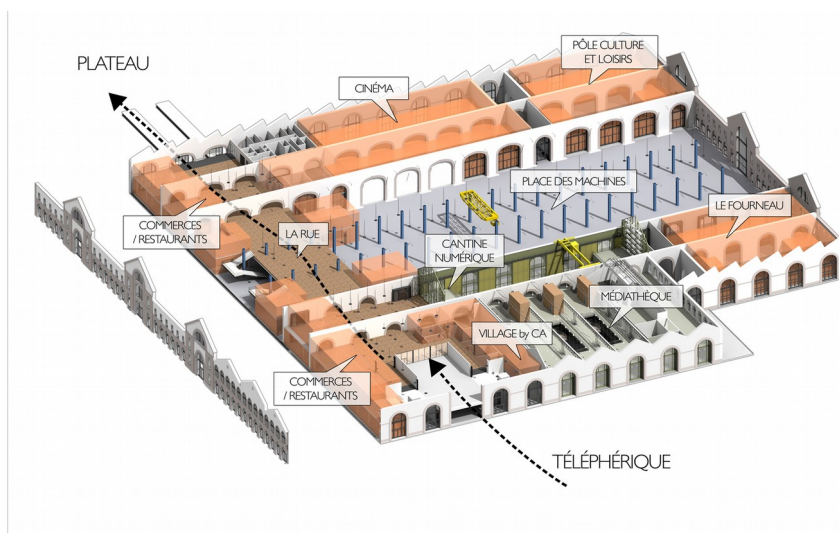 PÔLE CULTURE
ET LOISIRS
PLATEAU
CINÉMA
PLACE DES MACHINES
LE FOURNEAU
COMMERCES
/ RESTAURANTS
LA RUE
CANTINE
NUMÉRIQUE
MÉDIATHÈQUE
VILLAGE by CA
COMMERCES
/ RESTAURANTS
TÉLÉPHÉRIQUE